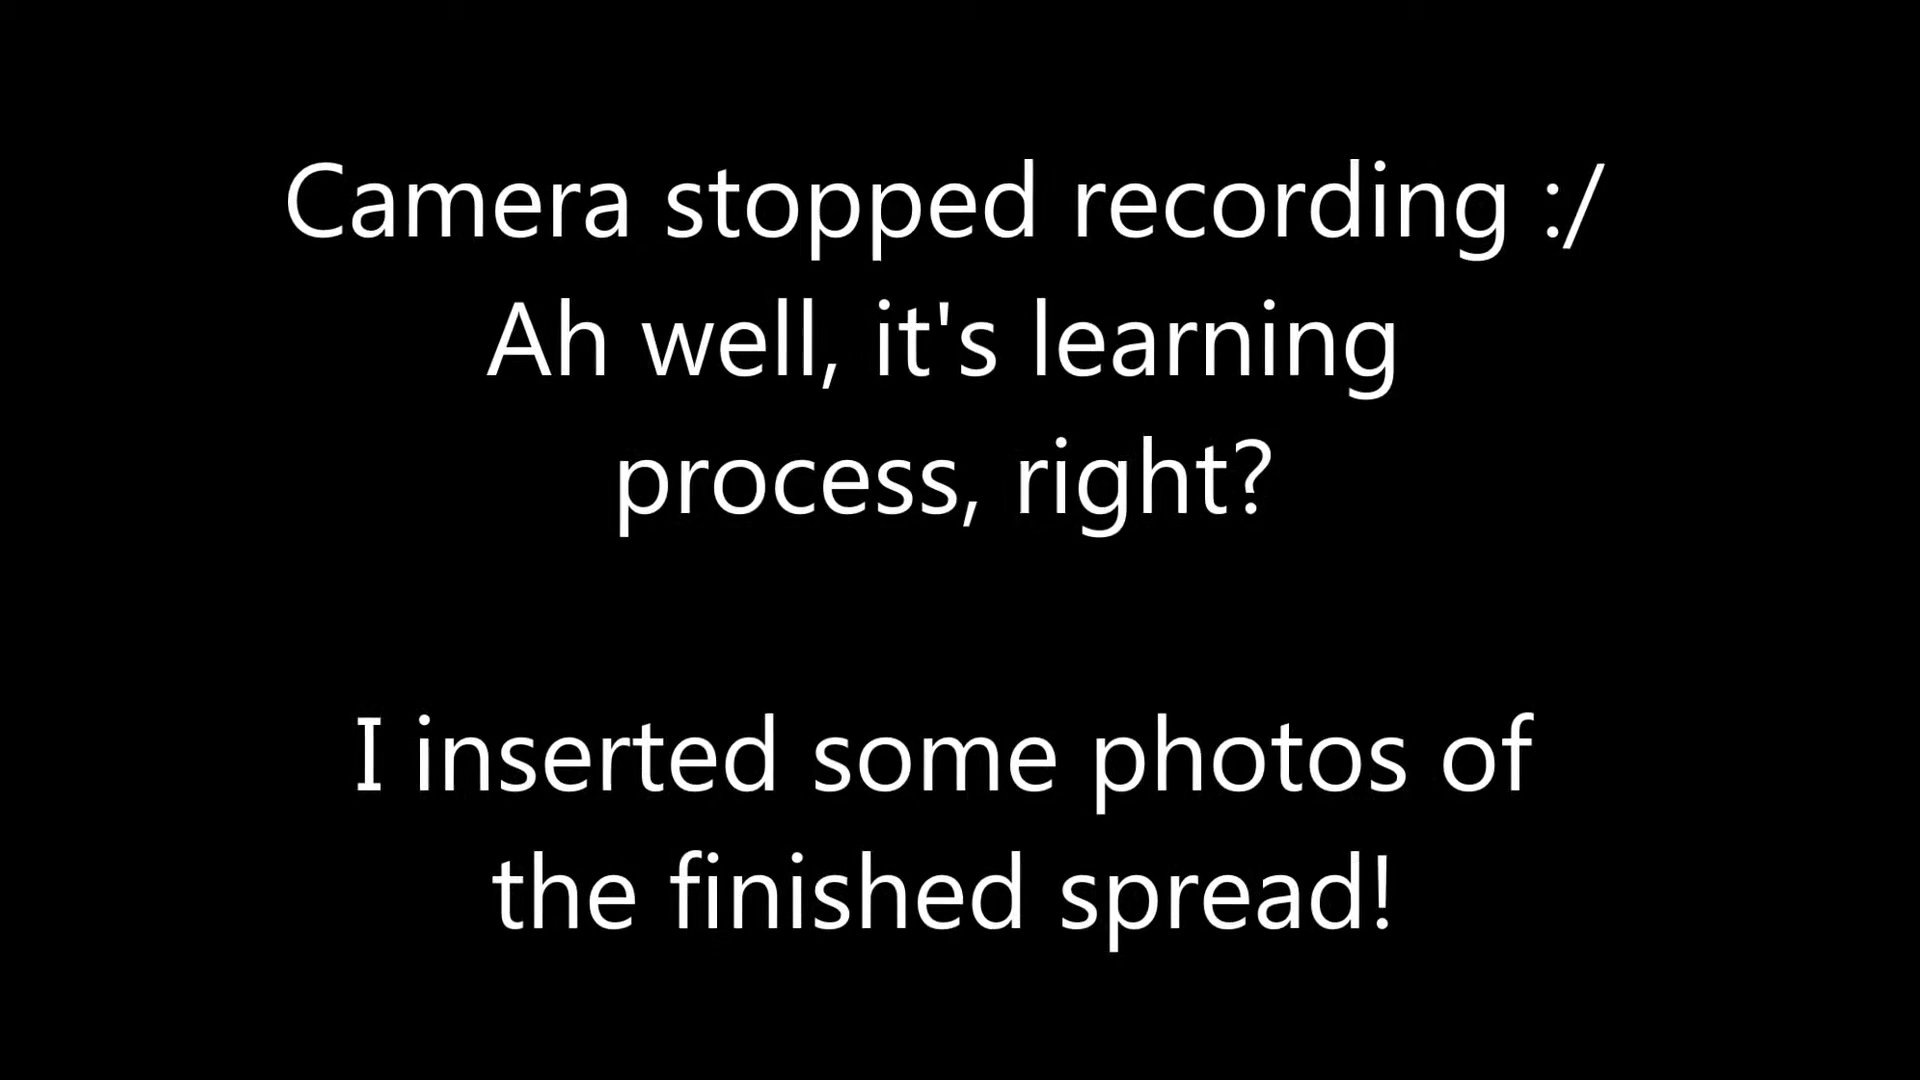 Camera stopped recording :/
Ah well, it's learning
process, right?
I inserted some photos of
the finished spread!